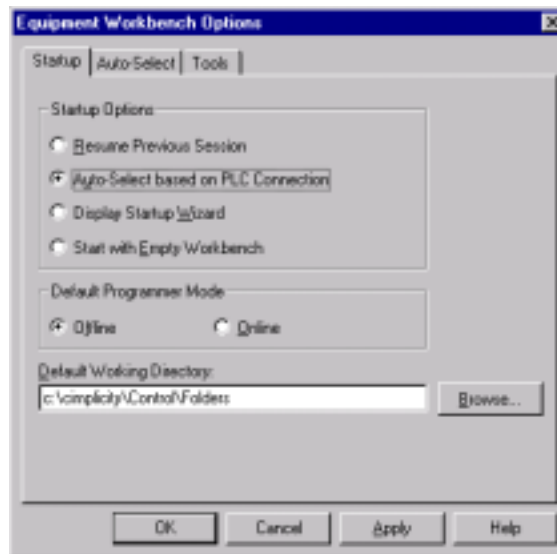 Equipment Workbench Options
Startup Auto-Select Tools
Startup Options
Resume Previous Session
Auto-Select based on PLC Connection
Display Startup Wizard
Start with Empty Workbench
Default Programmer Mode
Offline Online
Default Working Directory:
c:\cimplicity\Control\Folders Browse...
OK Cancel Apply Help